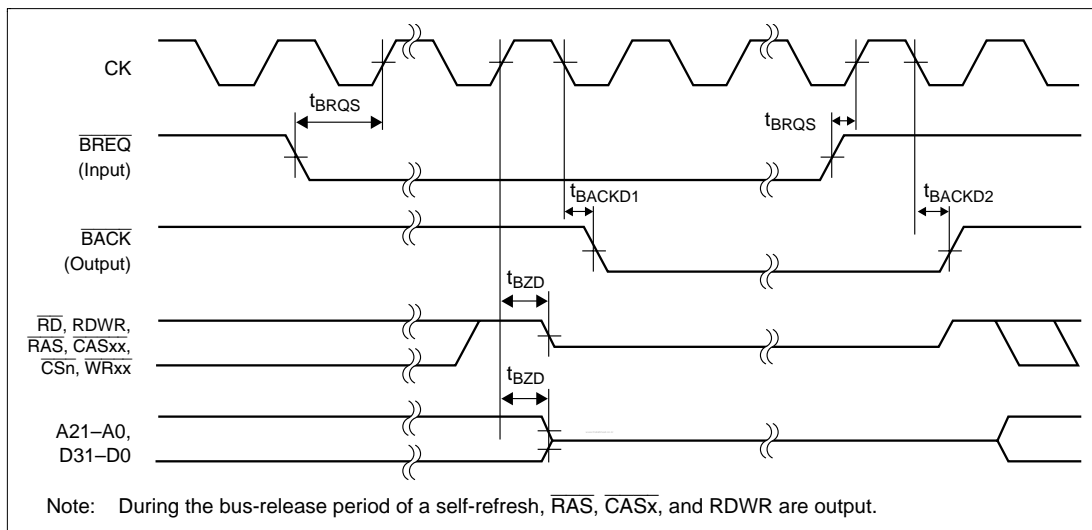 CK
tBRQS
tBRQS
BREQ
(Input)
tBACKD1
tBACKD2
BACK
(Output)
tBZD
RD, RDWR,
RAS, CASxx,
CSn, WRxx
tBZD
A21–A0,
D31–D0
Note: During the bus-release period of a self-refresh, RAS, CASx, and RDWR are output.